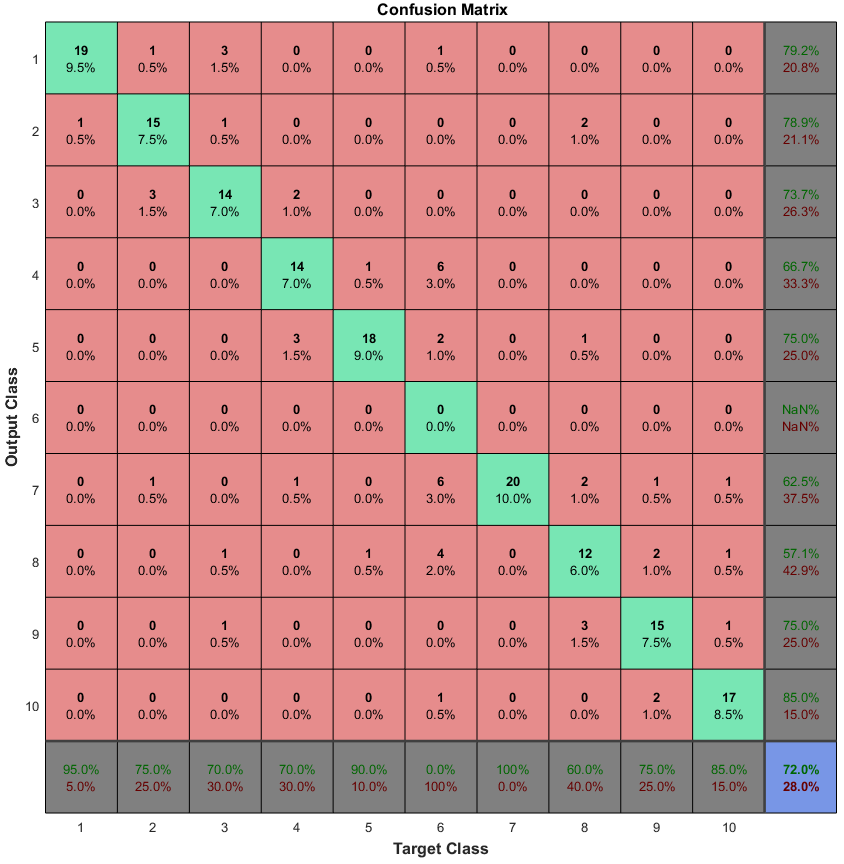 Confusion Matrix
19 1 3 0 0 1 0 0 0 0 79.2%
1
9.5% 0.5% 1.5% 0.0% 0.0% 0.5% 0.0% 0.0% 0.0% 0.0% 20.8%
1 15 1 0 0 0 0 2 0 0 78.9%
2
0.5% 7.5% 0.5% 0.0% 0.0% 0.0% 0.0% 1.0% 0.0% 0.0% 21.1%
0 3 14 2 0 0 0 0 0 0 73.7%
3
0.0% 1.5% 7.0% 1.0% 0.0% 0.0% 0.0% 0.0% 0.0% 0.0% 26.3%
0 0 0 14 1 6 0 0 0 0 66.7%
4
0.0% 0.0% 0.0% 7.0% 0.5% 3.0% 0.0% 0.0% 0.0% 0.0% 33.3%
0 0 0 3 18 2 0 1 0 0 75.0%
5
0.0% 0.0% 0.0% 1.5% 9.0% 1.0% 0.0% 0.5% 0.0% 0.0% 25.0%
0 0 0 0 0 0 0 0 0 0 NaN%
6
0.0% 0.0% 0.0% 0.0% 0.0% 0.0% 0.0% 0.0% 0.0% 0.0% NaN%
0 1 0 1 0 6 20 2 1 1 62.5%
7
0.0% 0.5% 0.0% 0.5% 0.0% 3.0% 10.0% 1.0% 0.5% 0.5% 37.5%
0 0 1 0 1 4 0 12 2 1 57.1%
8
0.0% 0.0% 0.5% 0.0% 0.5% 2.0% 0.0% 6.0% 1.0% 0.5% 42.9%
0 0 1 0 0 0 0 3 15 1 75.0%
9
0.0% 0.0% 0.5% 0.0% 0.0% 0.0% 0.0% 1.5% 7.5% 0.5% 25.0%
0 0 0 0 0 1 0 0 2 17 85.0%
10
0.0% 0.0% 0.0% 0.0% 0.0% 0.5% 0.0% 0.0% 1.0% 8.5% 15.0%
95.0% 75.0% 70.0% 70.0% 90.0% 0.0% 100% 60.0% 75.0% 85.0% 72.0%
5.0% 25.0% 30.0% 30.0% 10.0% 100% 0.0% 40.0% 25.0% 15.0% 28.0%
1 2 3 4 5 6 7 8 9 10
Target Class
Output Class